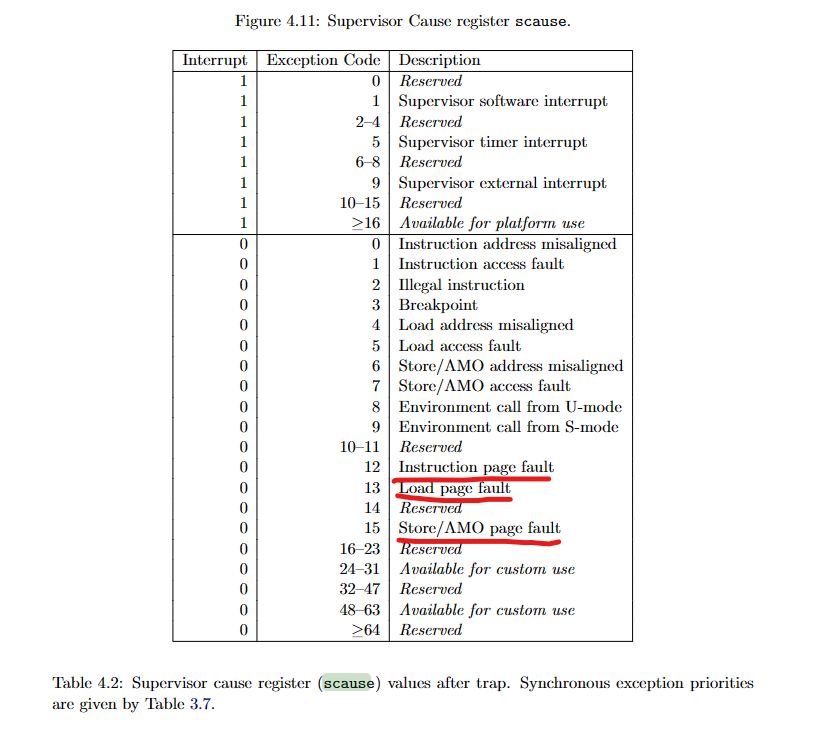 Figure 4.11: Supervisor Cause register scause.
Interrupt Exception Code Description
1 0 Reserved
1 1 Supervisor software interrupt
1 2–4 Reserved
1 5 Supervisor timer interrupt
1 6–8 Reserved
1 9 Supervisor external interrupt
1 10–15 Reserved
1 ≥16 Available for platform use
0 0 Instruction address misaligned
0 1 Instruction access fault
0 2 Illegal instruction
0 3 Breakpoint
0 4 Load address misaligned
0 5 Load access fault
0 6 Store/AMO address misaligned
0 7 Store/AMO access fault
0 8 Environment call from U-mode
0 9 Environment call from S-mode
0 10–11 Reserved
0 12 Instruction page fault
0 13 Load page fault
0 14 Reserved
0 15 Store/AMO page fault
0 16–23 Reserved
0 24–31 Available for custom use
0 32–47 Reserved
0 48–63 Available for custom use
0 ≥64 Reserved
Table 4.2: Supervisor cause register (scause) values after trap. Synchronous exception priorities
are given by Table 3.7.